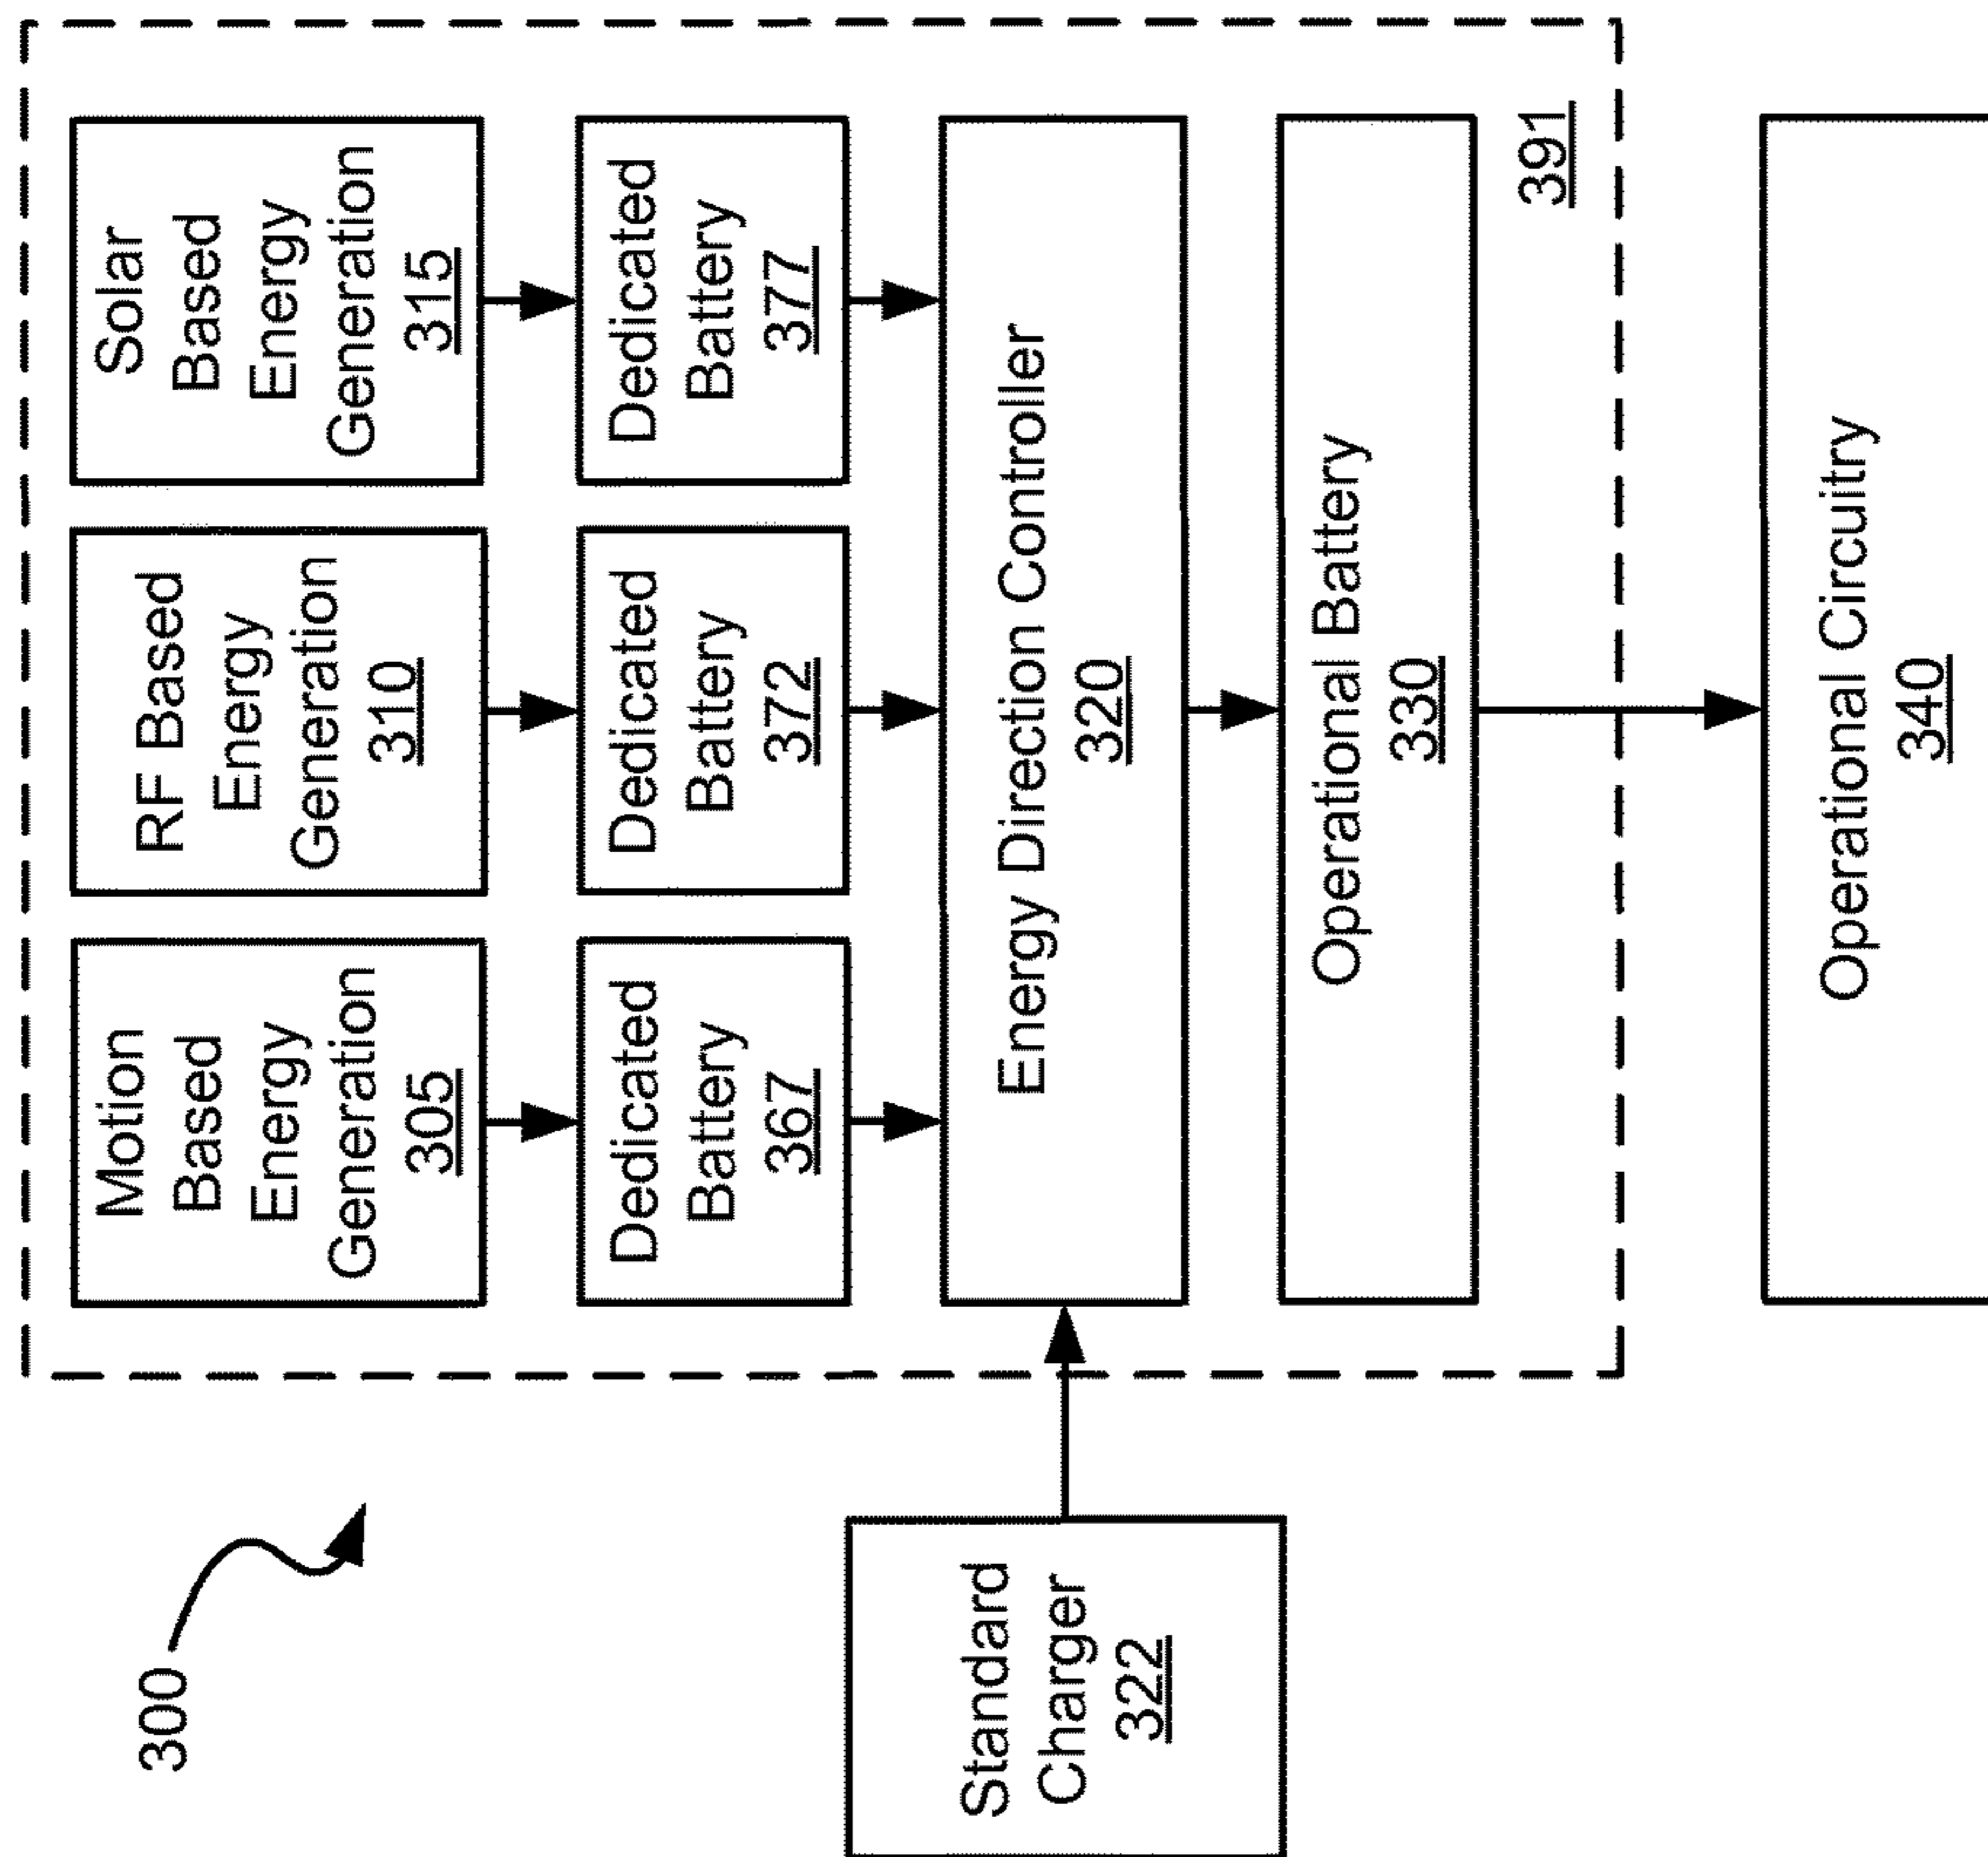 300
Motion
Based
Energy
Generation
305
RF Based
Energy
Generation
310
Solar
Based
Energy
Generation
315
Dedicated
Battery
367
Dedicated
Battery
372
Dedicated
Battery
377
Standard
Charger
322
Energy Direction Controller
320
Operational Battery
330
391
Operational Circuitry
340